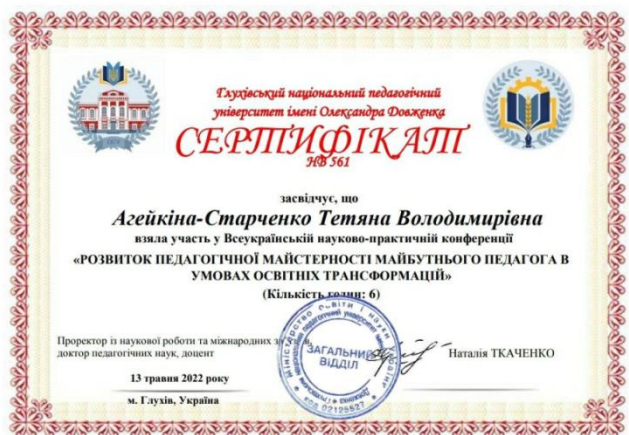 Глухівський національний педагогічний
університет імені Олександра Довженка
СЕРТИФІКАТ
НВ 561
засвідчує, що
Агейкіна-Старченко Тетяна Володимирівна
взяла участь у Всеукраїнській науково-практичній конференції
«РОЗВИТОК ПЕДАГОГІЧНОЇ МАЙСТЕРНОСТІ МАЙБУТНЬОГО ПЕДАГОГА В
УМОВАХ ОСВІТНІХ ТРАНСФОРМАЦІЙ»
(Кількість годин: 6)
Проректор із наукової роботи та міжнародних
доктор педагогічних наук, доцент
ЗАГАЛЬНИЙ
ВІДДІЛ
Наталія ТКАЧЕНКО
13 травня 2022 року
м. Глухів, Україна